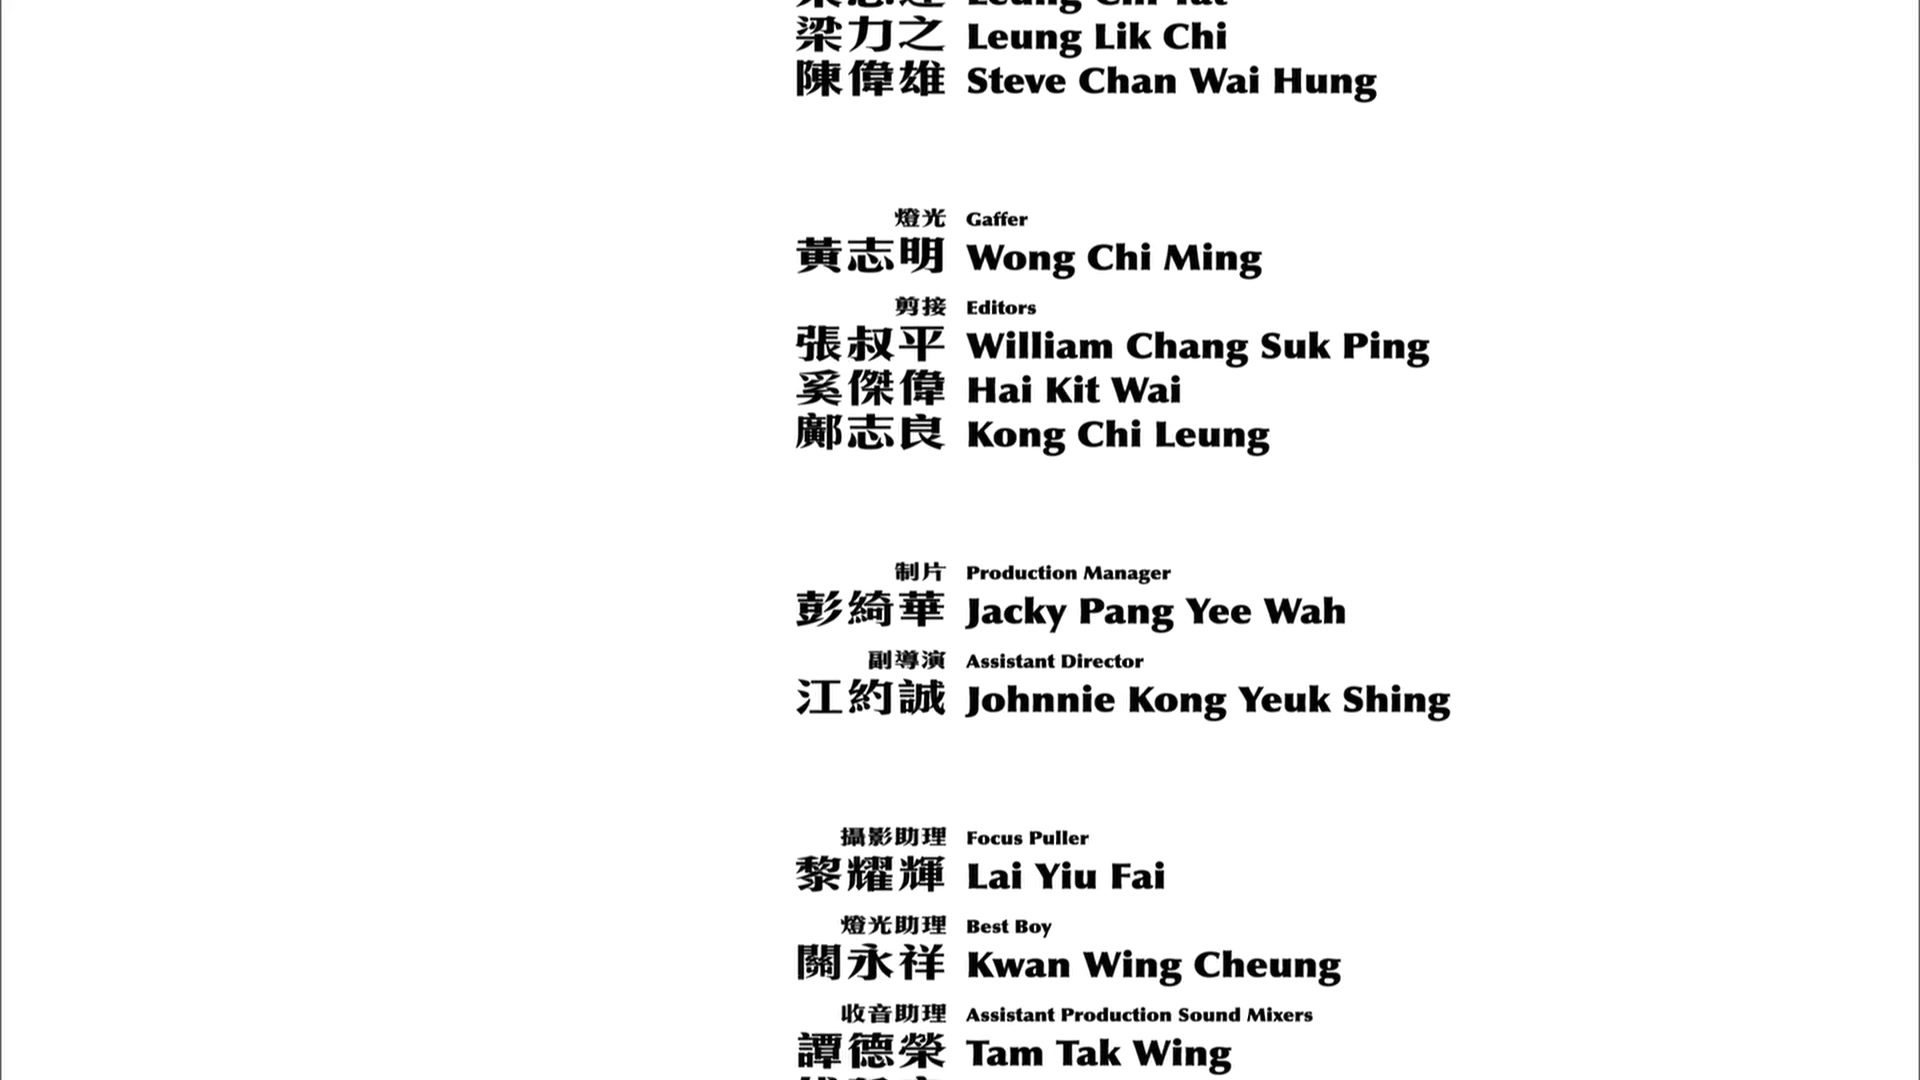 梁志達 Leung Chi Tat
梁力之 Leung Lik Chi
陳偉雄 Steve Chan Wai Hung
燈光 Gaffer
黃志明 Wong Chi Ming
剪接 Editors
張叔平 William Chang Suk Ping
奚傑偉 Hai Kit Wai
鄺志良 Kong Chi Leung
制片 Production Manager
彭綺華 Jacky Pang Yee Wah
副導演 Assistant Director
江約誠 Johnnie Kong Yeuk Shing
攝影助理 Focus Puller
黎耀輝 Lai Yiu Fai
燈光助理 Best Boy
關永祥 Kwan Wing Cheung
收音助理 Assistant Production Sound Mixers
譚德榮 Tam Tak Wing